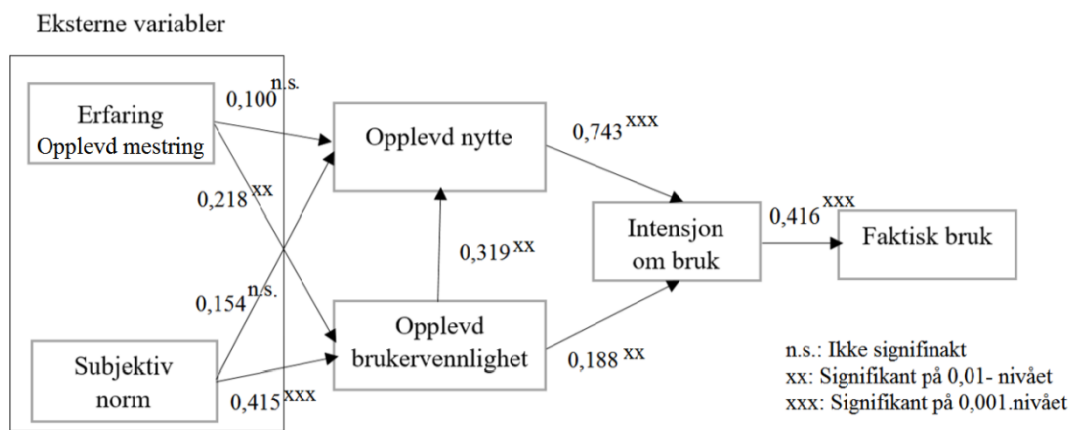 Eksterne variabler
Erfaring
Opplevd mestring
0,100 n.s.
Opplevd nytte
0,743 xxx
0,218 xx
0,319 xx
Intensjon
om bruk
0,416 xxx
Faktisk bruk
0,154 n.s.
Subjektiv
norm
0,415 xxx
Opplevd
brukervennlighet
0,188 xx
n.s.: Ikke signifinakt
xx: Signifikant på 0,01- nivået
xxx: Signifikant på 0,001.nivået